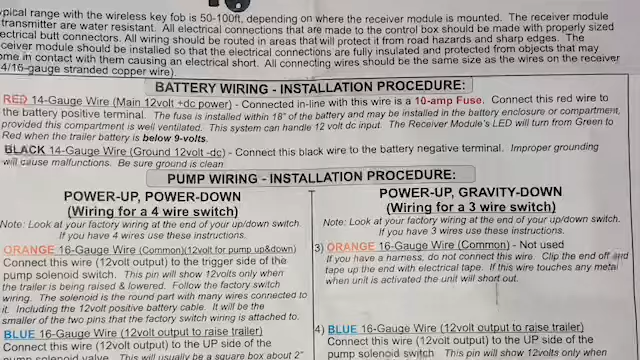 ypical range with the wireless key fob is 50-100ft, depending on where the receiver module is mounted. The receiver module
transmitter are water resistant. All electrical connections that are made to the control box should be made with properly sized
ectrical butt connectors. All wiring should be routed in areas that will protect it from road hazards and sharp edges. The
ceiver module should be installed so that the electrical connections are fully insulated and protected from objects that may
ome in contact with them causing an electrical short. All connecting wires should be the same size as the wires on the receiver
4/16-gauge stranded copper wire).
BATTERY WIRING - INSTALLATION PROCEDURE:
RED 14-Gauge Wire (Main 12volt +dc power) - Connected in-line with this wire is a 10-amp Fuse. Connect this red wire to
the battery positive terminal. The fuse is installed within 18" of the battery and may be installed in the battery enclosure or compartment,
provided this compartment is well ventilated. This system can handle 12 volt dc input. The Receiver Module's LED will turn from Green to
Red when the trailer battery is below 9-volts.
BLACK 14-Gauge Wire (Ground 12volt -dc) - Connect this black wire to the battery negative terminal. Improper grounding
will cause malfunctions. Be sure ground is clean
PUMP WIRING - INSTALLATION PROCEDURE:
POWER-UP, POWER-DOWN
(Wiring for a 4 wire switch)
Note: Look at your factory wiring at the end of your up/down switch.
If you have 4 wires use these instructions.
ORANGE 16-Gauge Wire (Common)(12volt for pump up&down)
Connect this wire (12volt output) to the trigger side of the
pump solenoid switch. This pin will show 12volts only when
the trailer is being raised & lowered. Follow the factory switch
wiring. The solenoid is the round part with many wires connected
to it. Including the 12volt positive battery cable. It will be the
smaller of the two pins that the factory switch wiring is attached to.
BLUE 16-Gauge Wire (12volt output to raise trailer)
Connect this wire (12volt output) to the UP side of the
pump solenoid valve. This will usually be a square box about 2"
POWER-UP, GRAVITY-DOWN
(Wiring for a 3 wire switch)
Note: Look at your factory wiring at the end of your up/down switch.
If you have 3 wires use these instructions.
3) ORANGE 16-Gauge Wire (Common) - Not used
If you have a harness, do not connect this wire. Clip the end off and
tape up the end with electrical tape. If this wire touches any metal
when unit is activated the unit will short out.
4) BLUE 16-Gauge Wire (12volt output to raise trailer)
Connect this wire (12volt output) to the UP side of the
pump solenoid switch. This pin will show 12volts only when